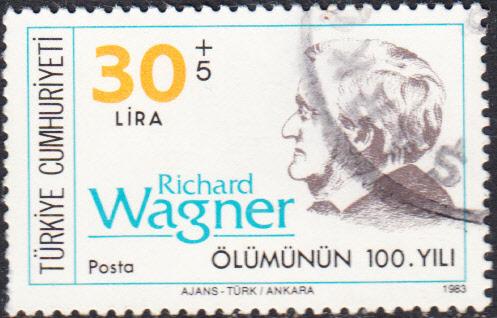 TÜRKİYE CUMHURİYETİ
30 +5
LİRA
Richard
Wagner
Posta
ÖLÜMÜNÜN 100. YILI
AJANS - TÜRK / ANKARA
1983